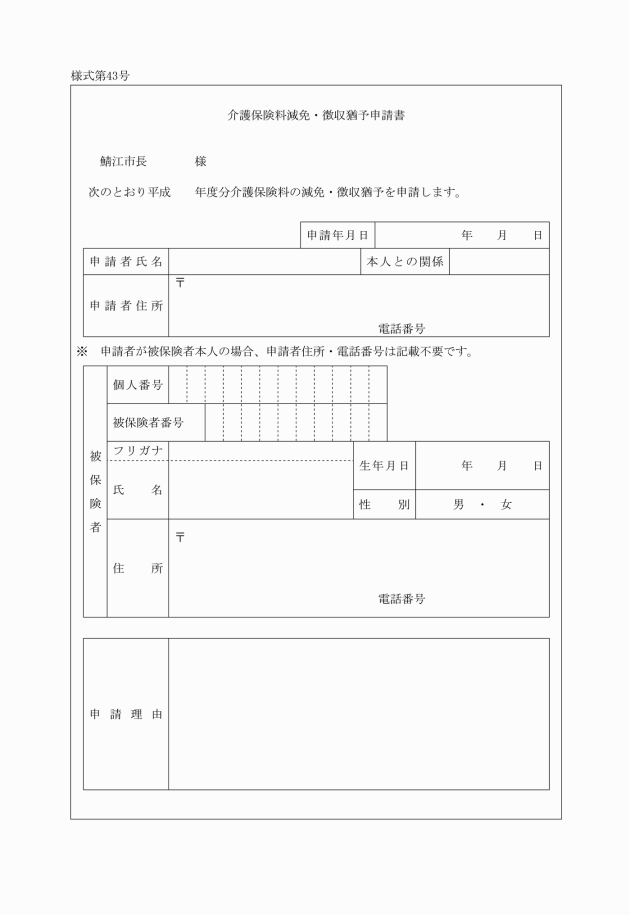 様式第43号
介護保険料減免・徴収猶予申請書
鯖江市長　　　　様
次のとおり平成　　年度分介護保険料の減免・徴収猶予を申請します。
申請年月日　　　年　　月　　日
申請者氏名　　　本人との関係
申請者住所　〒
電話番号
※　申請者が被保険者本人の場合、申請者住所・電話番号は記載不要です。
被保険者
個人番号
被保険者番号
フリガナ
氏　　名
生年月日　　　年　　月　　日
性　　別　　　男　・　女
住　　所　〒
電話番号
申請理由